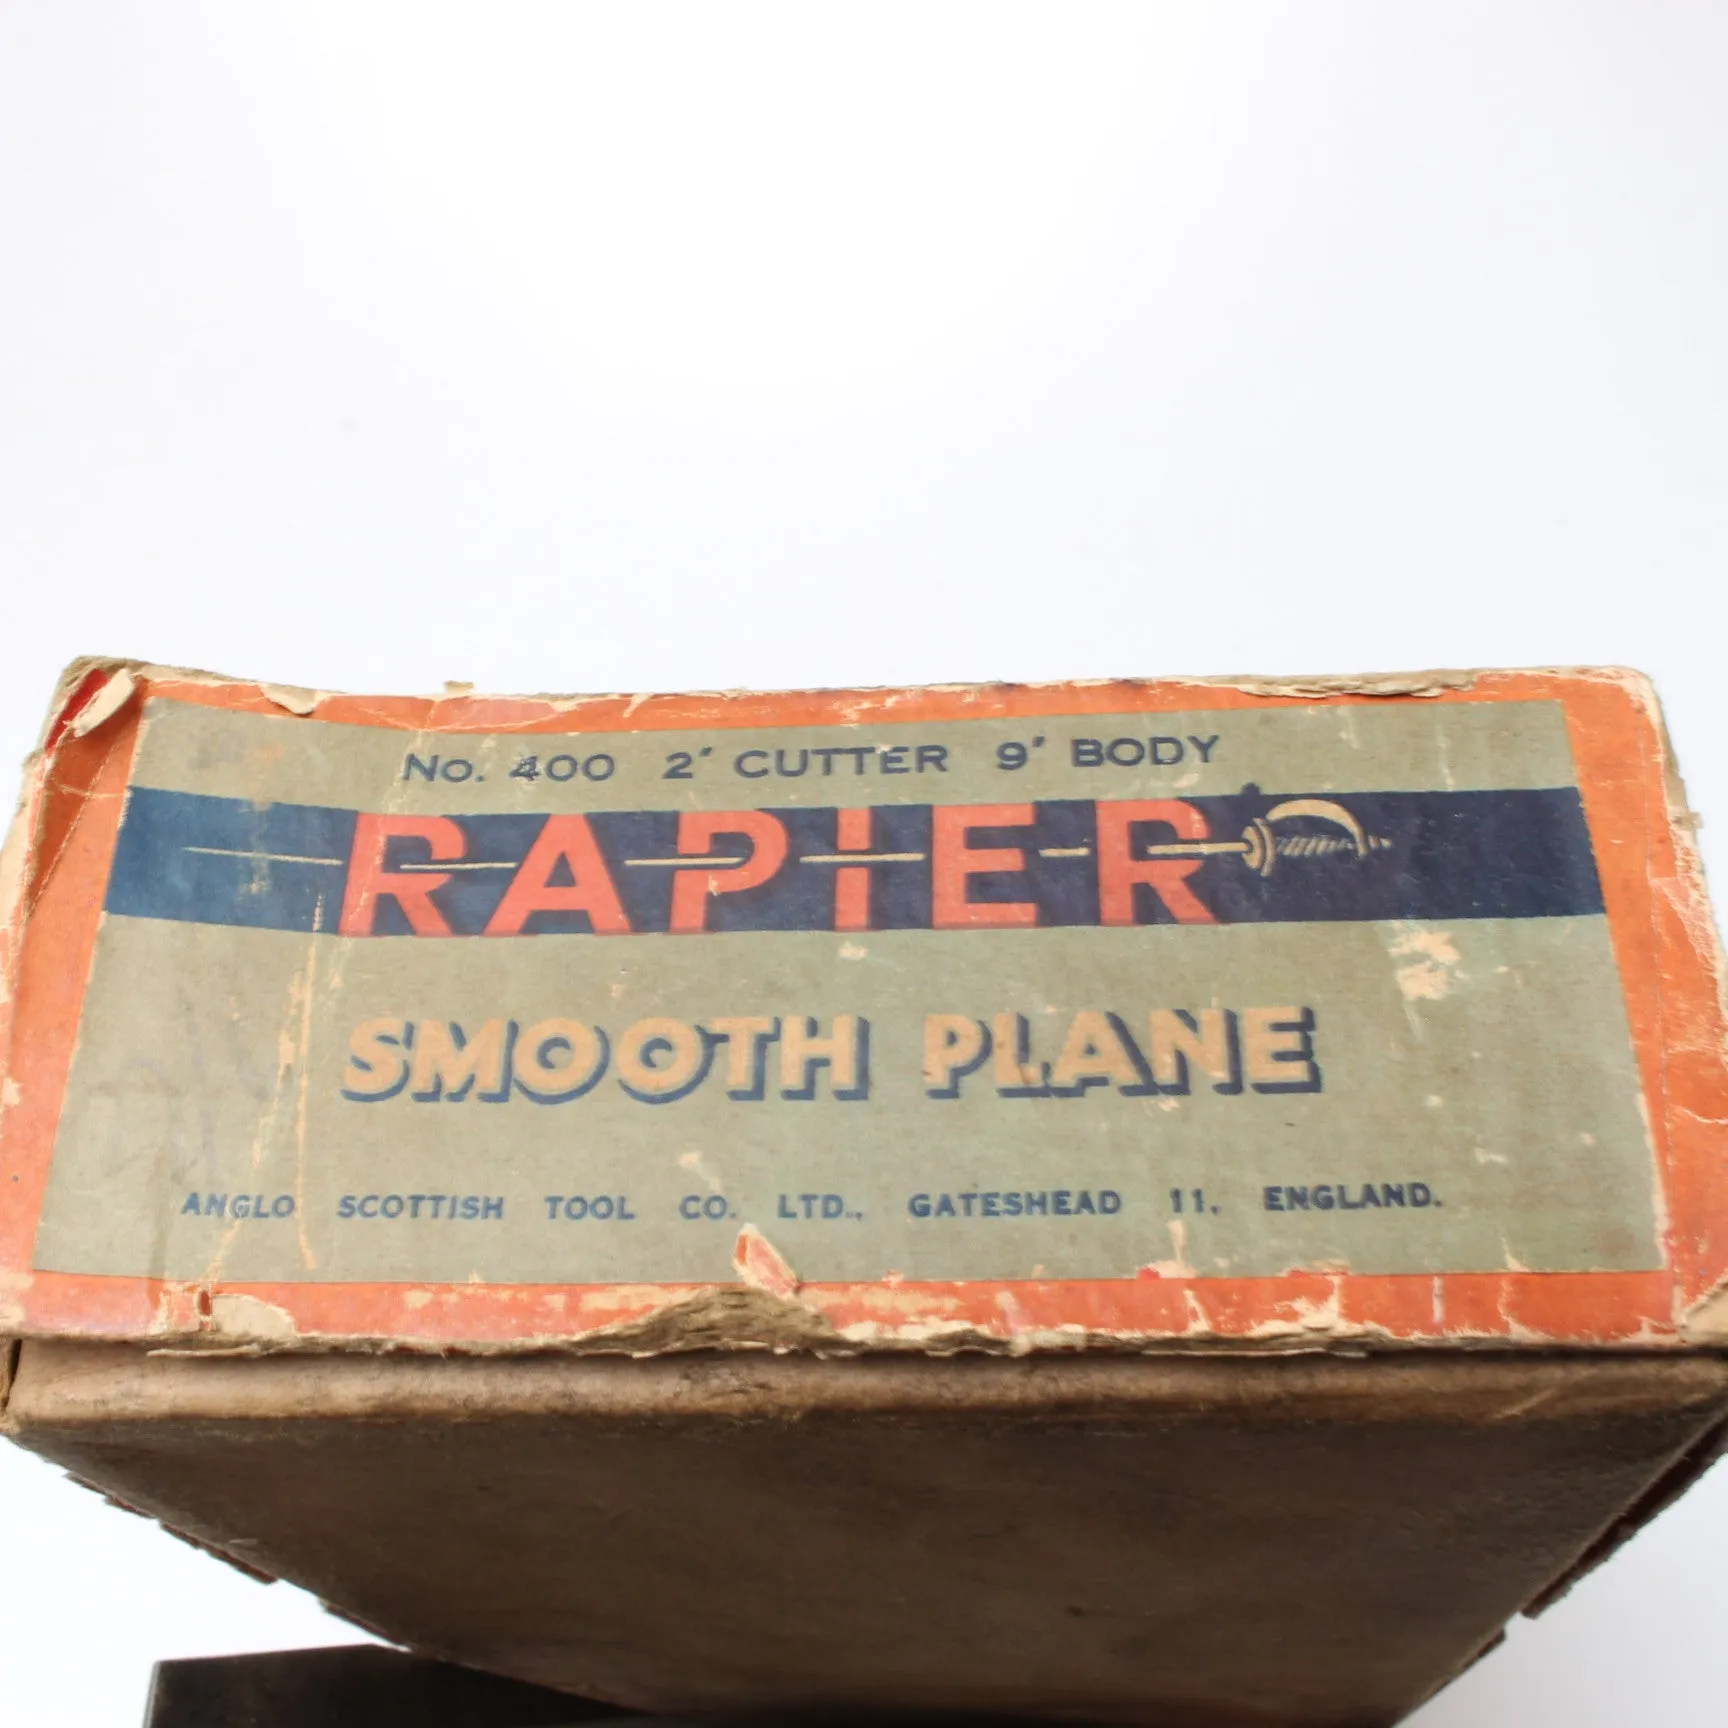 No. 400 2" CUTTER 9" BODY
RAPIER
SMOOTH PLANE
ANGLO SCOTTISH TOOL CO. LTD., GATESHEAD 11, ENGLAND.